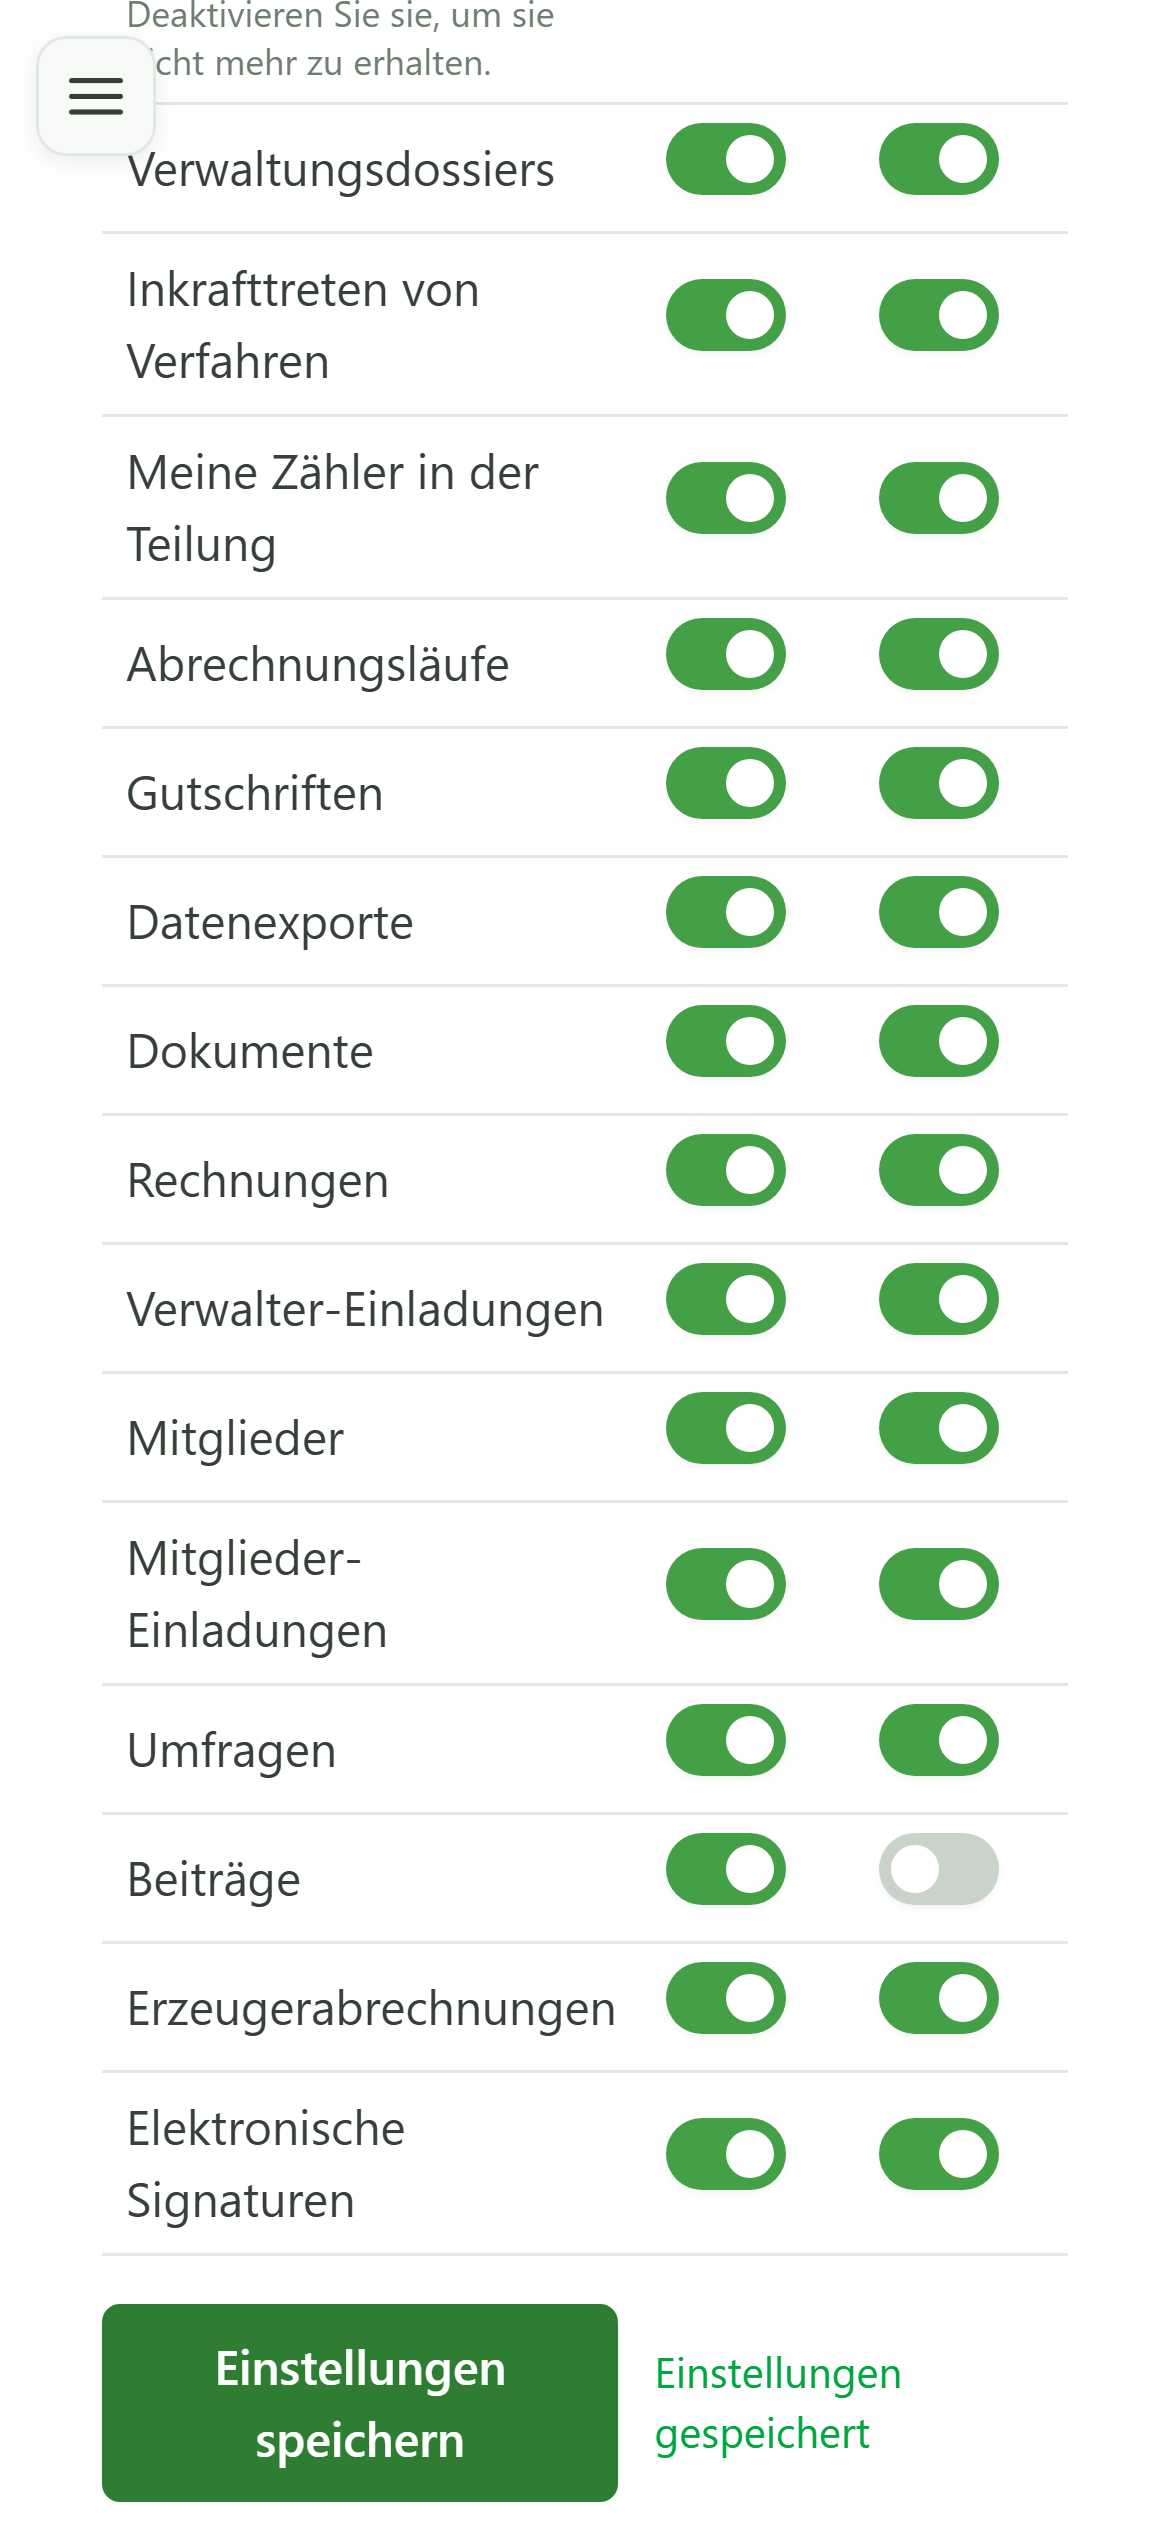 Deaktivieren Sie sie, um sie
cht mehr zu erhalten.
Verwaltungsdossiers
Inkrafttreten von
Verfahren
Meine Zähler in der
Teilung
Abrechnungsläufe
Gutschriften
Datenexporte
Dokumente
Rechnungen
Verwalter-Einladungen
Mitglieder
Mitglieder-
Einladungen
Umfragen
Beiträge
Erzeugerabrechnungen
Elektronische
Signaturen
Einstellungen
speichern
Einstellungen
gespeichert